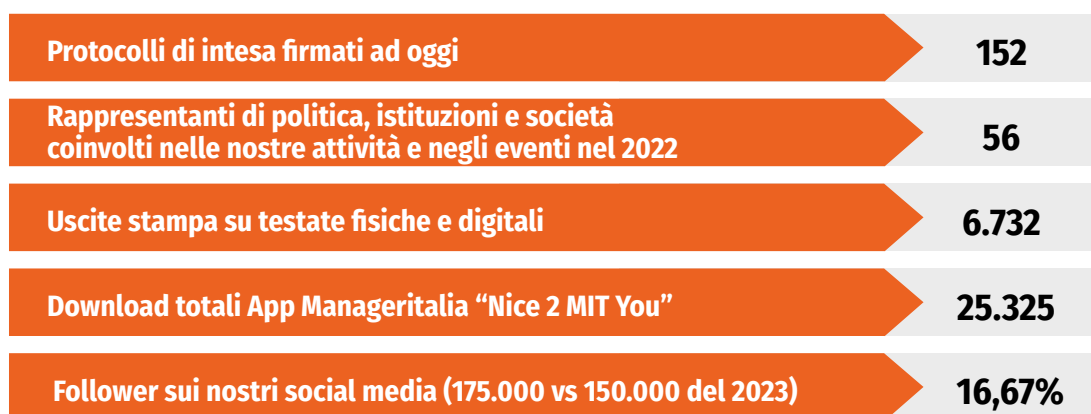 Protocolli di intesa firmati ad oggi 152
Rappresentanti di politica, istituzioni e società
coinvolti nelle nostre attività e negli eventi nel 2022 56
Uscite stampa su testate fisiche e digitali 6.732
Download totali App Manageritalia “Nice 2 MIT You” 25.325
Follower sui nostri social media (175.000 vs 150.000 del 2023) 16,67%